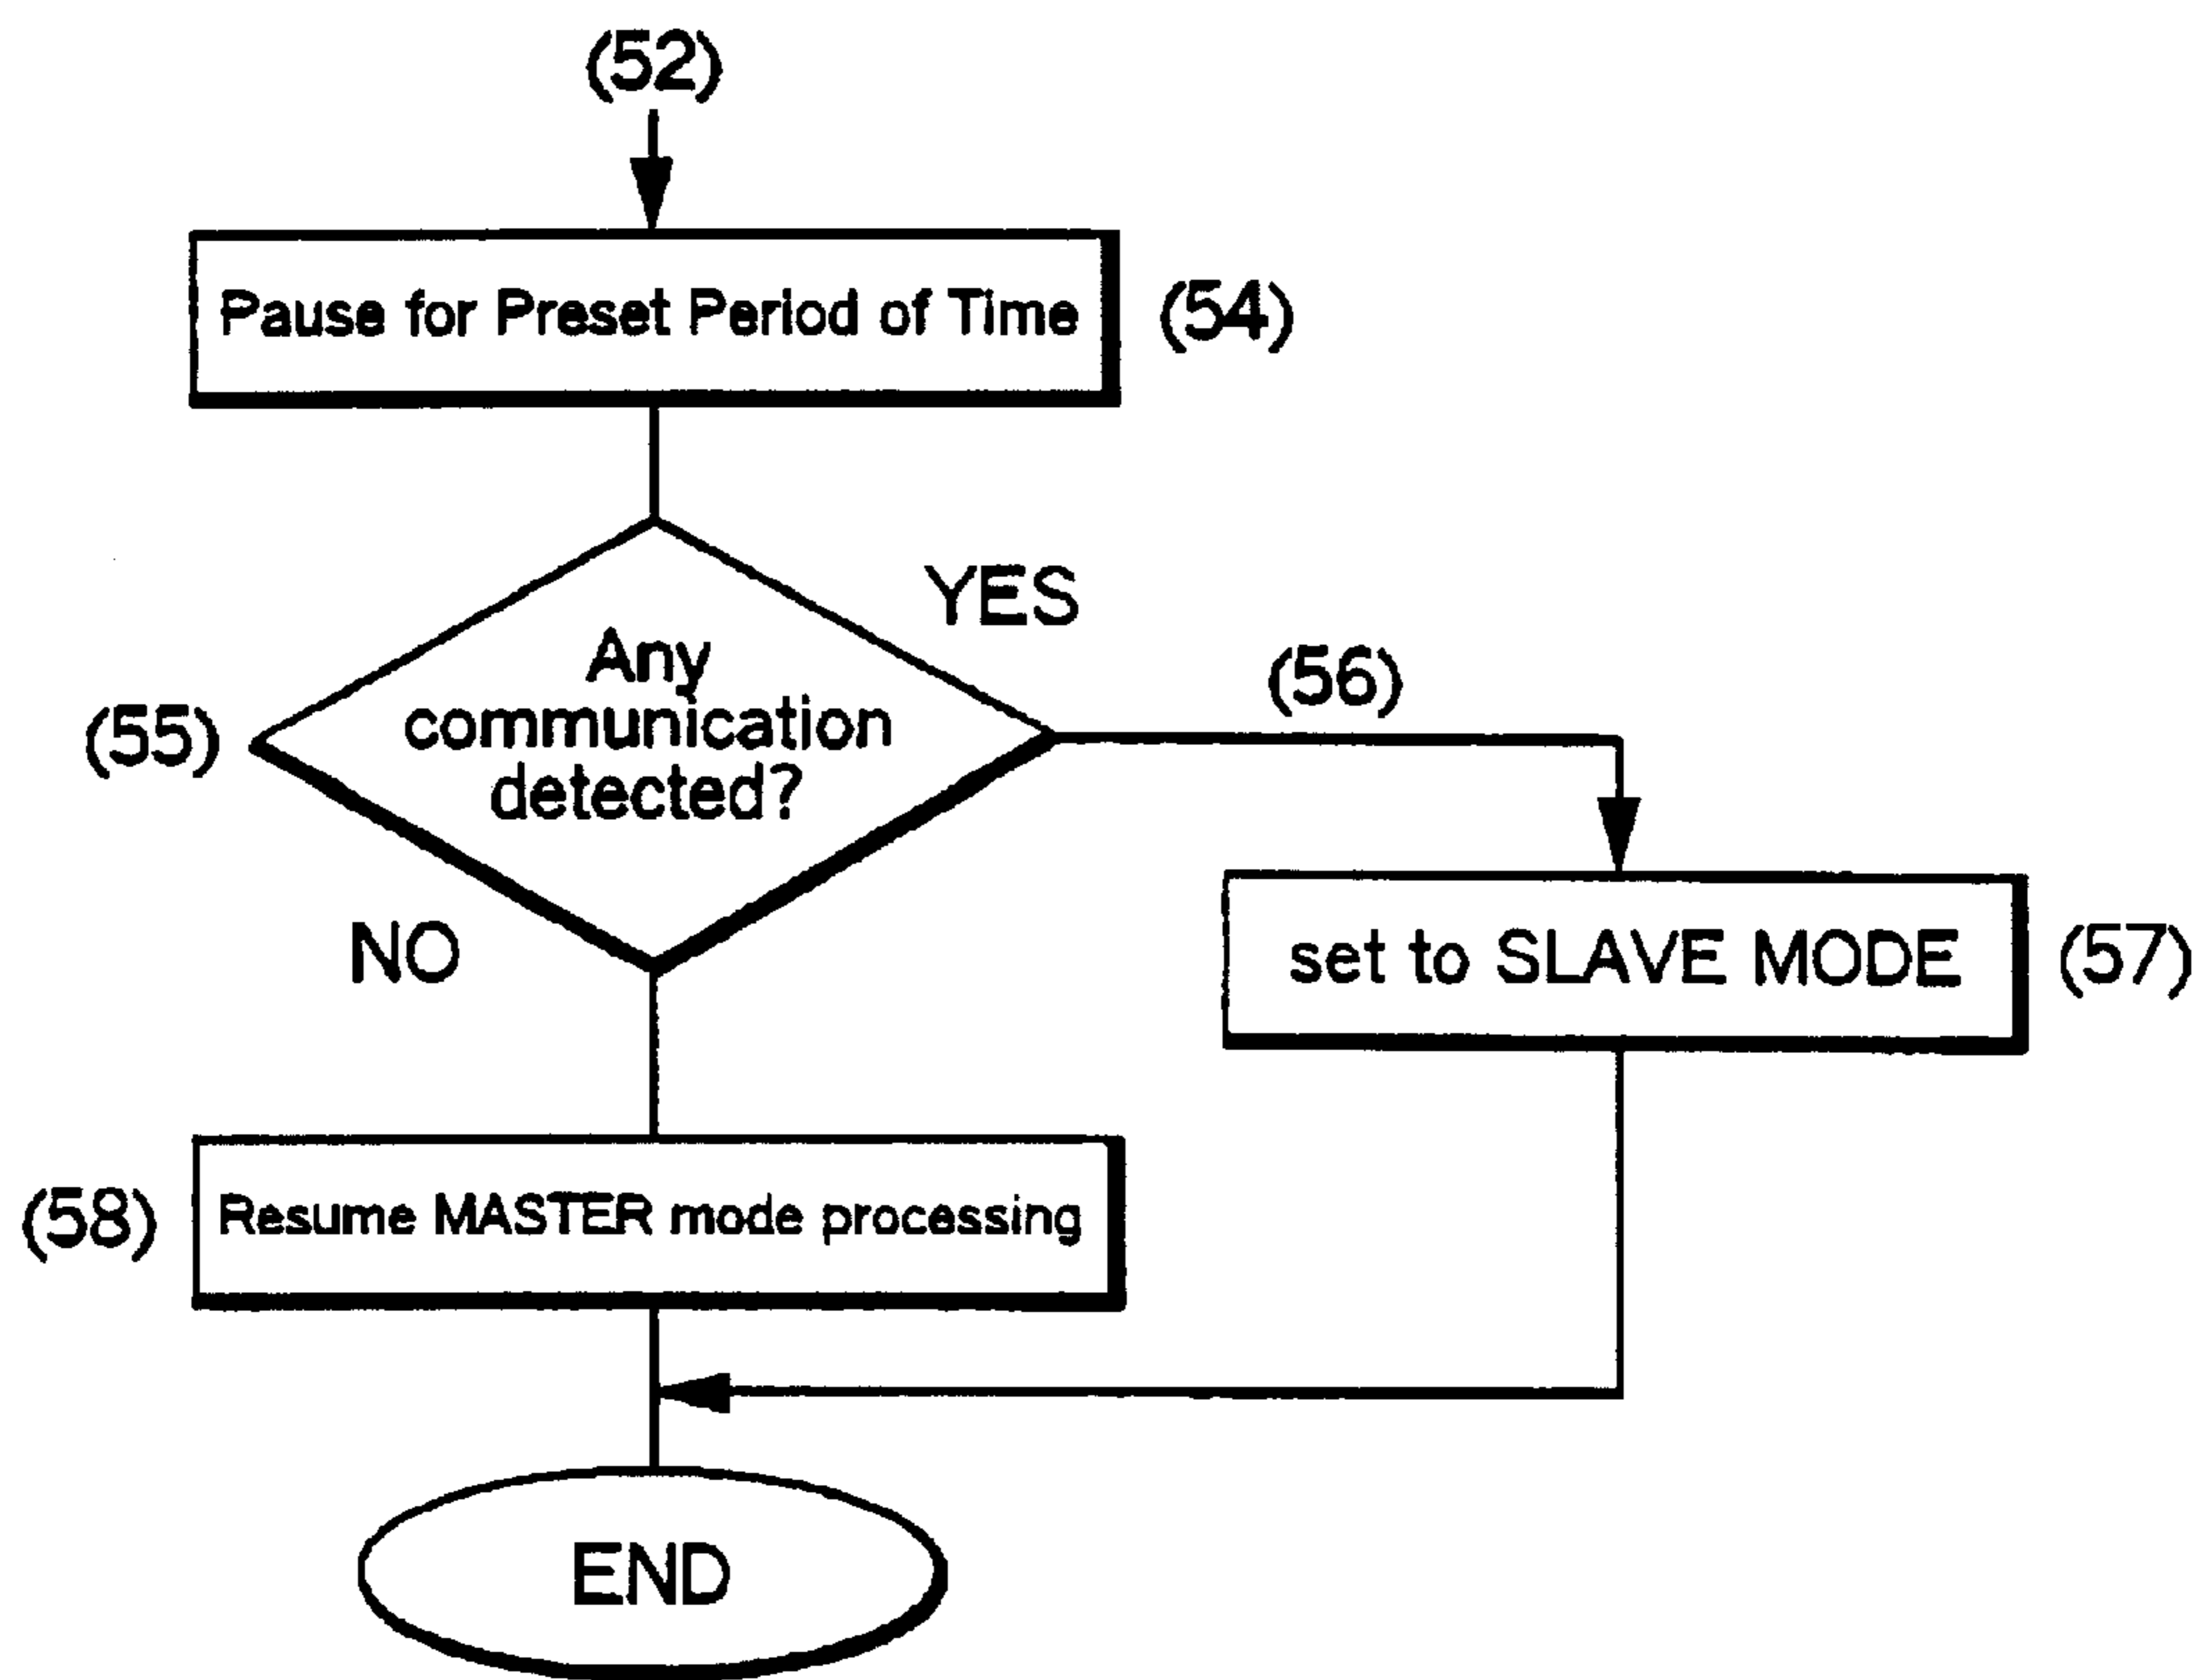 (52)
Pause for Preset Period of Time
(54)
YES
Any
communication
detected?
(55)
(56)
NO
set to SLAVE MODE
(57)
Resume MASTER mode processing
(58)
END